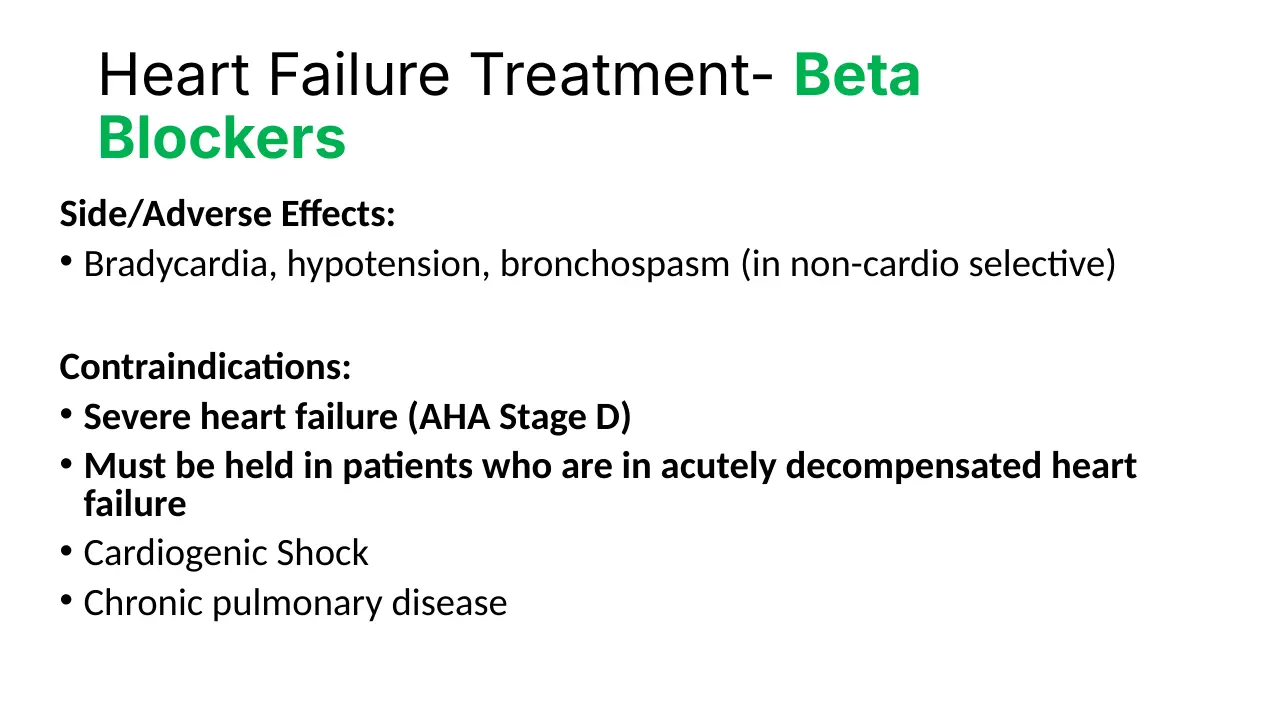 Heart Failure Treatment- Beta
Blockers
Side/Adverse Effects:
• Bradycardia, hypotension, bronchospasm (in non-cardio selective)
Contraindications:
• Severe heart failure (AHA Stage D)
• Must be held in patients who are in acutely decompensated heart
failure
• Cardiogenic Shock
• Chronic pulmonary disease